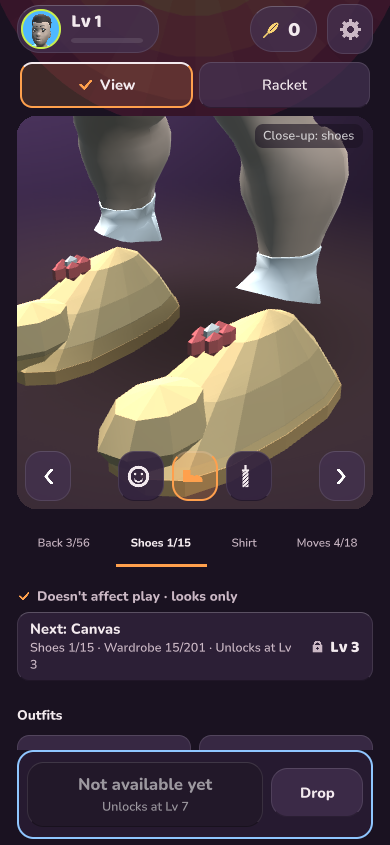 Lv 1
0
View
Racket
Close-up: shoes
Back 3/56
Shoes 1/15
Shirt
Moves 4/18
Doesn't affect play · looks only
Next: Canvas
Shoes 1/15 · Wardrobe 15/201 · Unlocks at Lv
3
Lv 3
Outfits
Not available yet
Unlocks at Lv 7
Drop